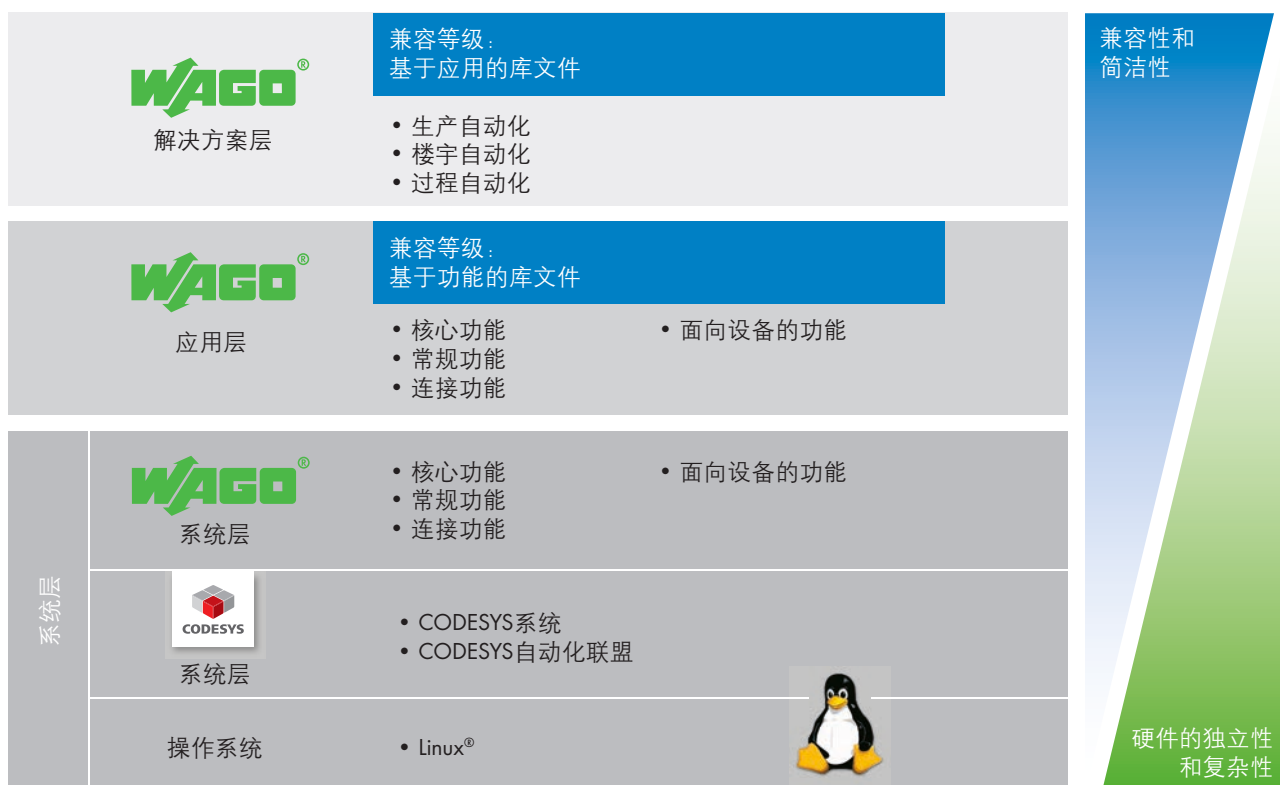 WAGO®
解决方案层
兼容等级:
基于应用的库文件
• 生产自动化
• 楼宇自动化
• 过程自动化
WAGO®
应用层
兼容等级:
基于功能的库文件
• 核心功能
• 常规功能
• 连接功能
• 面向设备的功能
系统层
WAGO®
系统层
• 核心功能
• 常规功能
• 连接功能
• 面向设备的功能
CODESYS
系统层
• CODESYS系统
• CODESYS自动化联盟
操作系统
• Linux®
兼容性和
简洁性
硬件的独立性
和复杂性